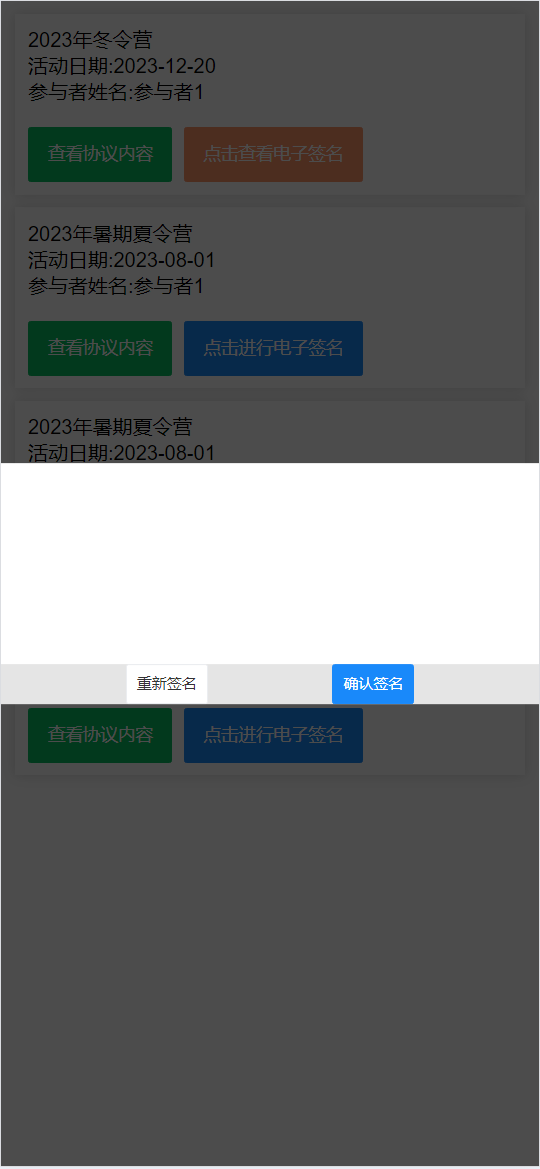 2023年冬令营
活动日期:2023-12-20
参与者姓名:参与者1
查看协议内容 点击查看电子签名
2023年暑期夏令营
活动日期:2023-08-01
参与者姓名:参与者1
查看协议内容 点击进行电子签名
2023年暑期夏令营
活动日期:2023-08-01
重新签名 确认签名
查看协议内容 点击进行电子签名